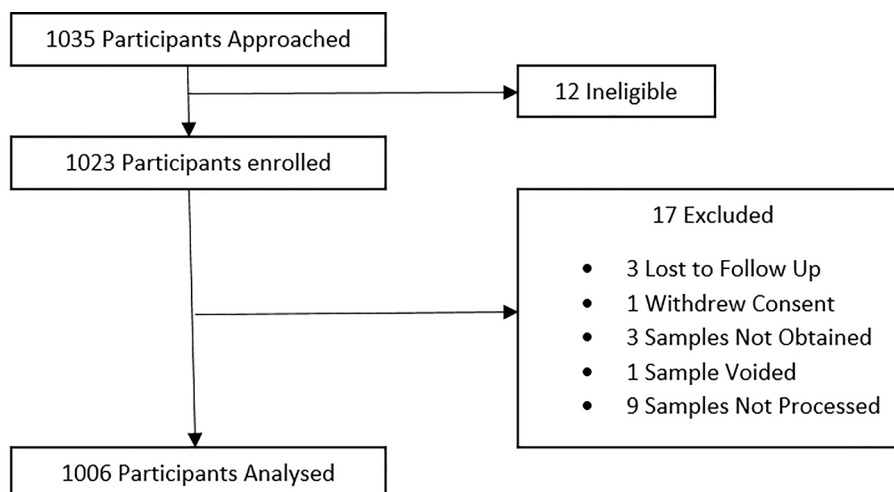 1035 Participants Approached
12 Ineligible
1023 Participants enrolled
17 Excluded
• 3 Lost to Follow Up
• 1 Withdrew Consent
• 3 Samples Not Obtained
• 1 Sample Voided
• 9 Samples Not Processed
1006 Participants Analysed